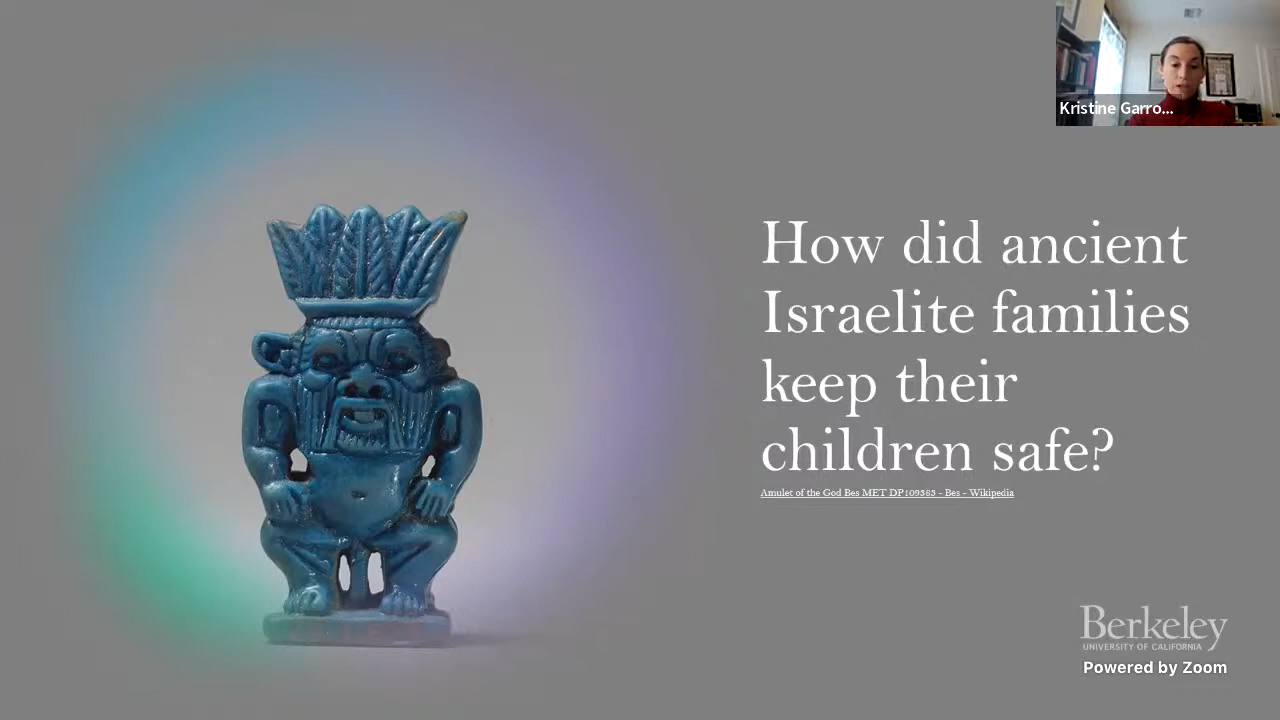 Kristine Garro...
How did ancient
Israelite families
keep their
children safe?
Amulet of the God Bes MET DP109383 - Bes - Wikipedia
Berkeley
UNIVERSITY OF CALIFORNIA
Powered by Zoom